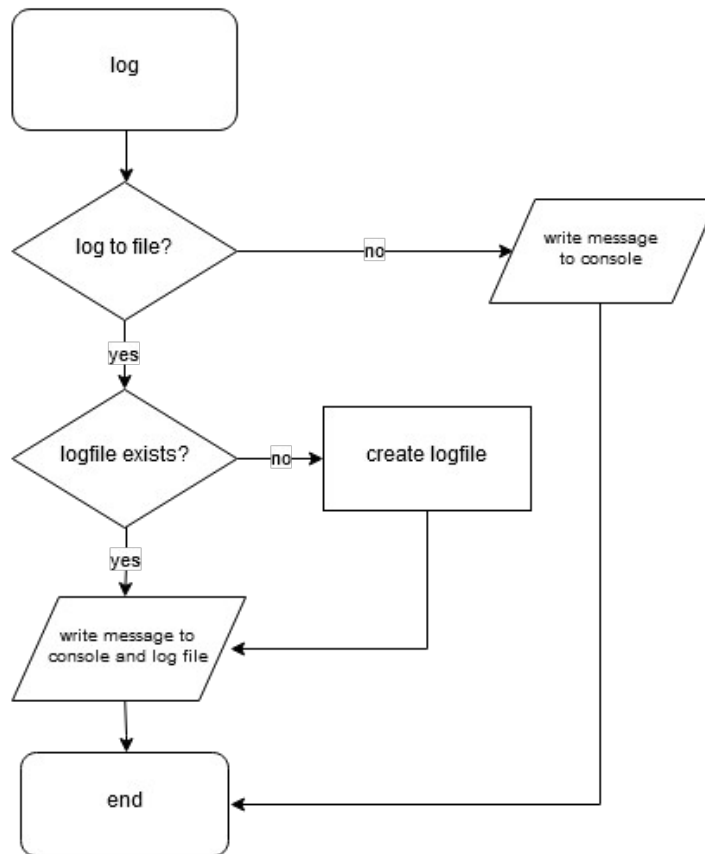 log
log to file?
no
write message
to console
yes
logfile exists?
no
create logfile
yes
write message to
console and log file
end